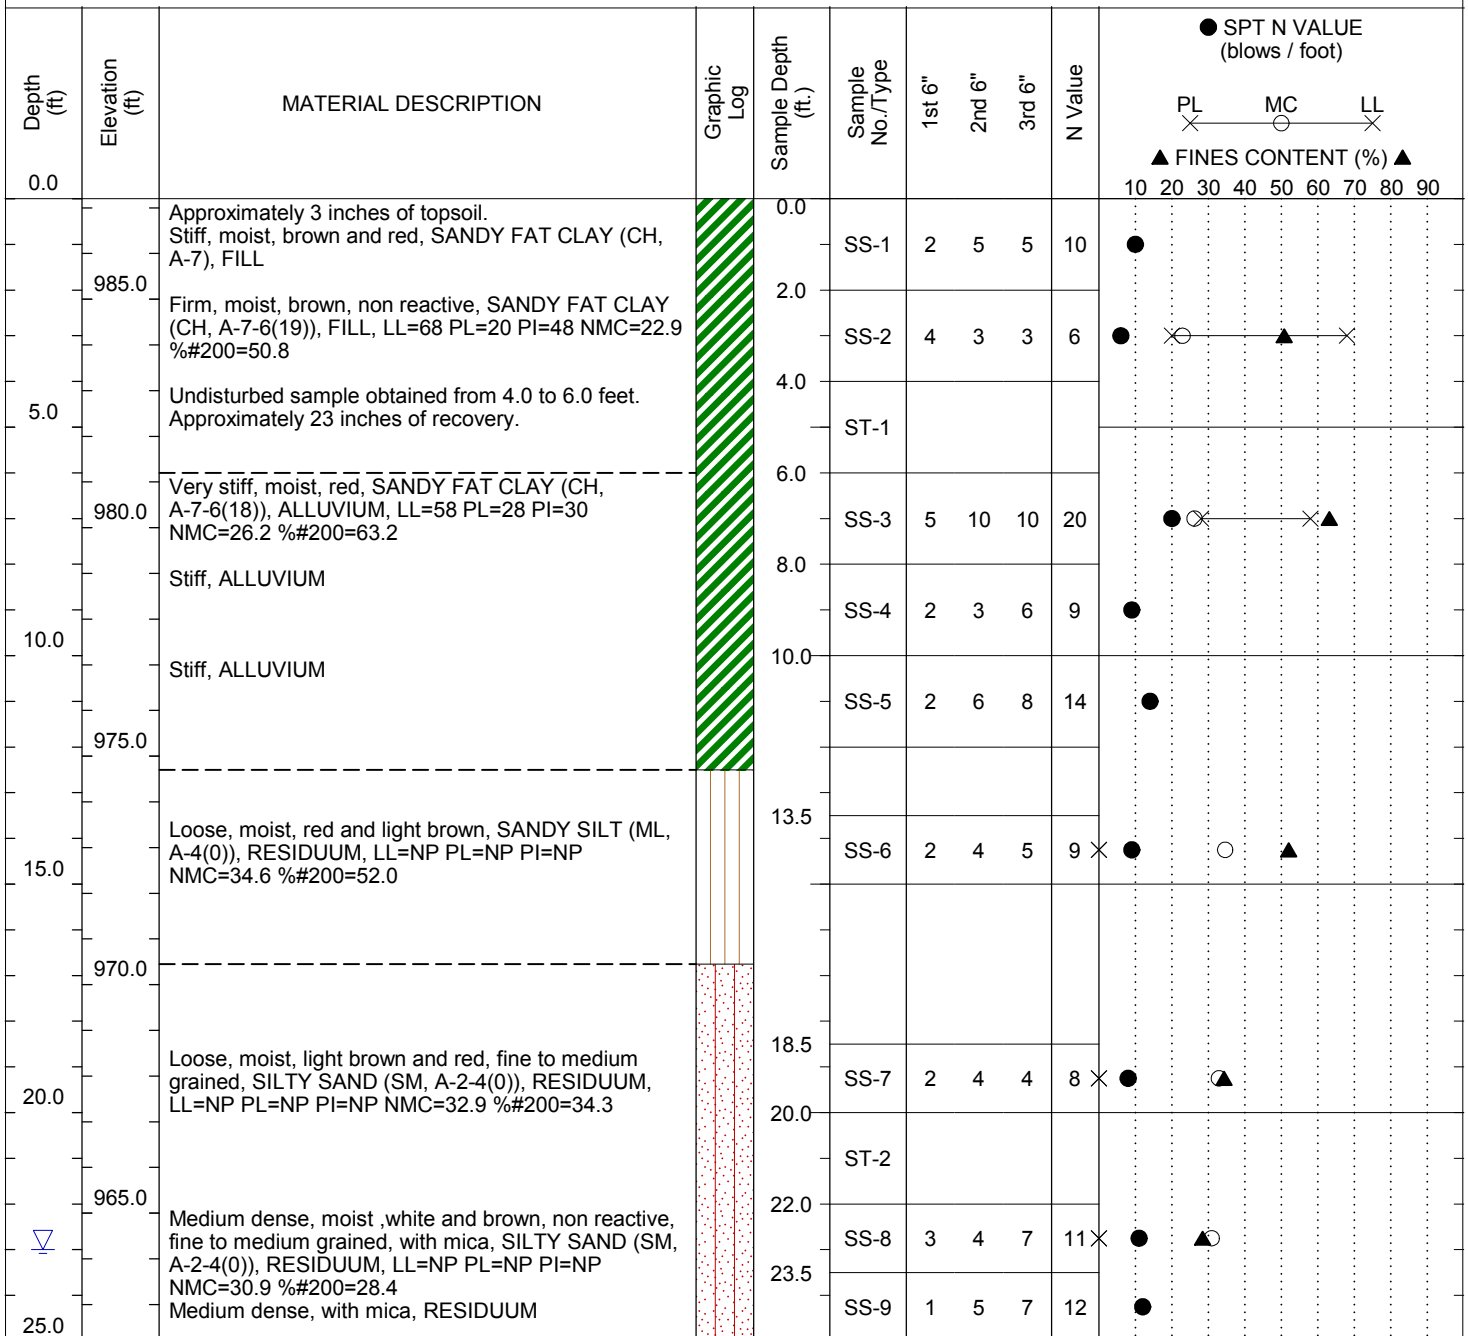 Depth (ft)
Elevation (ft)
MATERIAL DESCRIPTION
Graphic Log
Sample Depth (ft.)
Sample No./Type
1st 6"
2nd 6"
3rd 6"
N Value
● SPT N VALUE
(blows / foot)
PL MC LL
▲ FINES CONTENT (%) ▲
10 20 30 40 50 60 70 80 90
0.0
0.0
Approximately 3 inches of topsoil.
Stiff, moist, brown and red, SANDY FAT CLAY (CH,
A-7), FILL
SS-1 2 5 5 10
985.0
2.0
Firm, moist, brown, non reactive, SANDY FAT CLAY
(CH, A-7-6(19)), FILL, LL=68 PL=20 PI=48 NMC=22.9
%#200=50.8
SS-2 4 3 3 6
4.0
Undisturbed sample obtained from 4.0 to 6.0 feet.
Approximately 23 inches of recovery.
5.0
ST-1
6.0
Very stiff, moist, red, SANDY FAT CLAY (CH,
A-7-6(18)), ALLUVIUM, LL=58 PL=28 PI=30
NMC=26.2 %#200=63.2
980.0
SS-3 5 10 10 20
8.0
Stiff, ALLUVIUM
SS-4 2 3 6 9
10.0
10.0
Stiff, ALLUVIUM
SS-5 2 6 8 14
975.0
13.5
Loose, moist, red and light brown, SANDY SILT (ML,
A-4(0)), RESIDUUM, LL=NP PL=NP PI=NP
NMC=34.6 %#200=52.0
SS-6 2 4 5 9
15.0
970.0
18.5
Loose, moist, light brown and red, fine to medium
grained, SILTY SAND (SM, A-2-4(0)), RESIDUUM,
LL=NP PL=NP PI=NP NMC=32.9 %#200=34.3
SS-7 2 4 4 8
20.0
20.0
ST-2
965.0
22.0
Medium dense, moist ,white and brown, non reactive,
fine to medium grained, with mica, SILTY SAND (SM,
A-2-4(0)), RESIDUUM, LL=NP PL=NP PI=NP
NMC=30.9 %#200=28.4
SS-8 3 4 7 11
23.5
Medium dense, with mica, RESIDUUM
SS-9 1 5 7 12
25.0